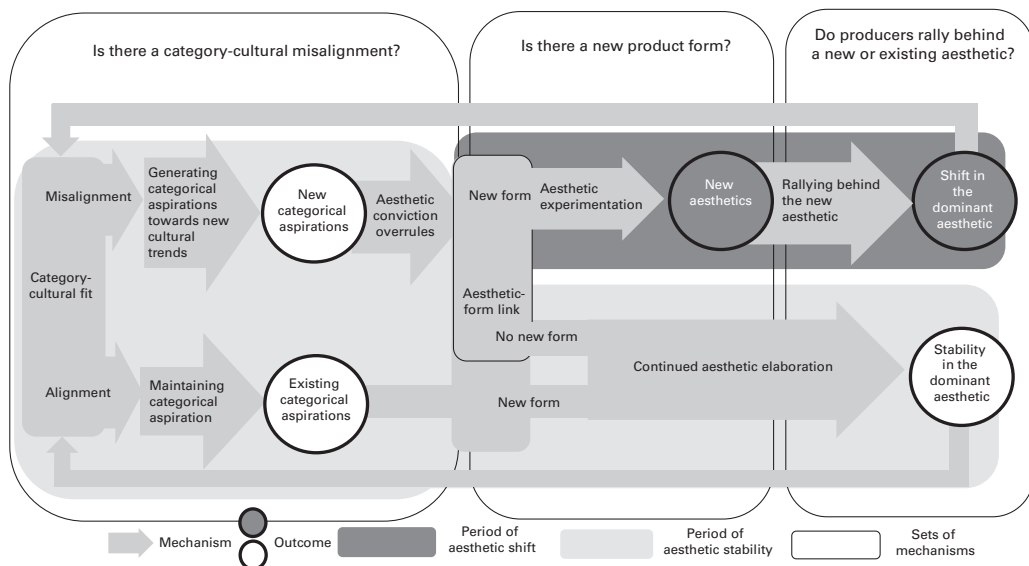 Is there a category-cultural misalignment?
Is there a new product form?
Do producers rally behind
a new or existing aesthetic?
Misalignment
Generating
categorical
aspirations
towards new
cultural
trends
New
categorical
aspirations
Aesthetic
conviction
overrules
New form
Aesthetic
experimentation
New
aesthetics
Rallying behind
the new
aesthetic
Shift in
the
dominant
aesthetic
Category-
cultural fit
Aesthetic-
form link
No new form
Continued aesthetic elaboration
Stability
in the
dominant
aesthetic
Alignment
Maintaining
categorical
aspiration
Existing
categorical
aspirations
New form
Mechanism
Outcome
Period of
aesthetic shift
Period of
aesthetic stability
Sets of
mechanisms